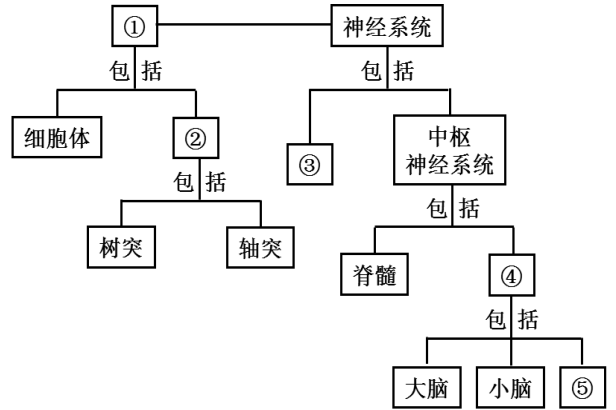 ①
神经系统
包括
包括
细胞体
②
③
中枢
神经系统
包括
包括
树突
轴突
脊髓
④
包括
大脑
小脑
⑤